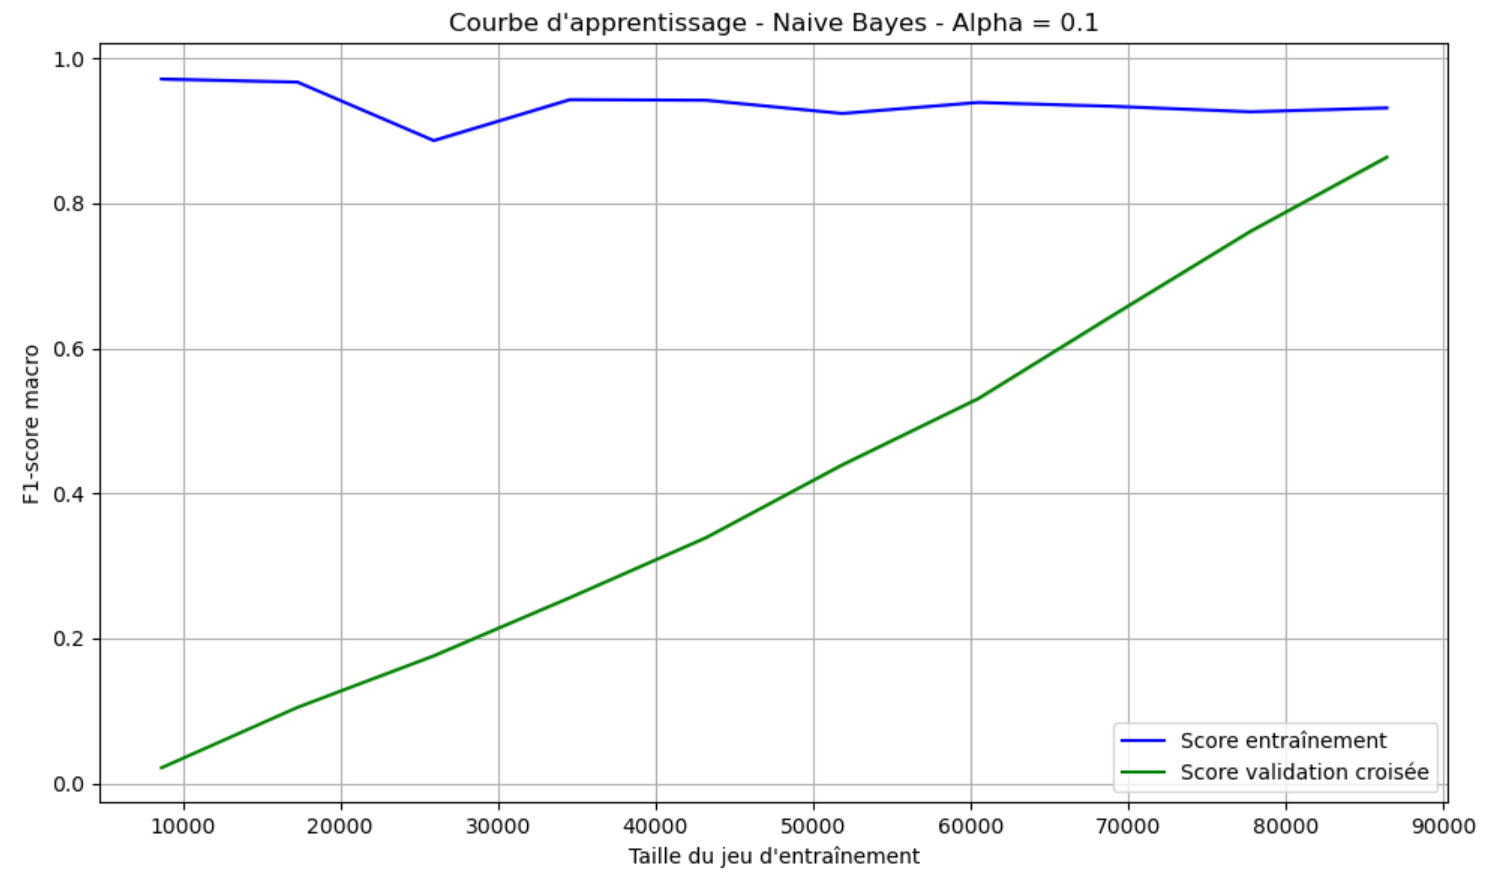 Courbe d'apprentissage - Naive Bayes - Alpha = 0.1
1.0
0.8
0.6
0.4
0.2
0.0
F1-score macro
Score entraînement
Score validation croisée
10000 20000 30000 40000 50000 60000 70000 80000 90000
Taille du jeu d'entraînement